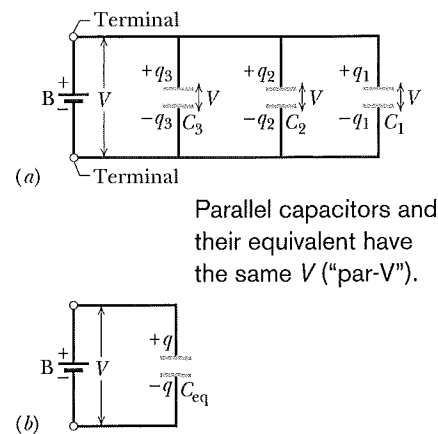 Terminal
+q3 +q2 +q1
+ B − V V V V
−q3 C3 −q2 C2 −q1 C1
(a) Terminal
Parallel capacitors and
their equivalent have
the same V ("par-V").
+q
+ B − V
−q Ceq
(b)